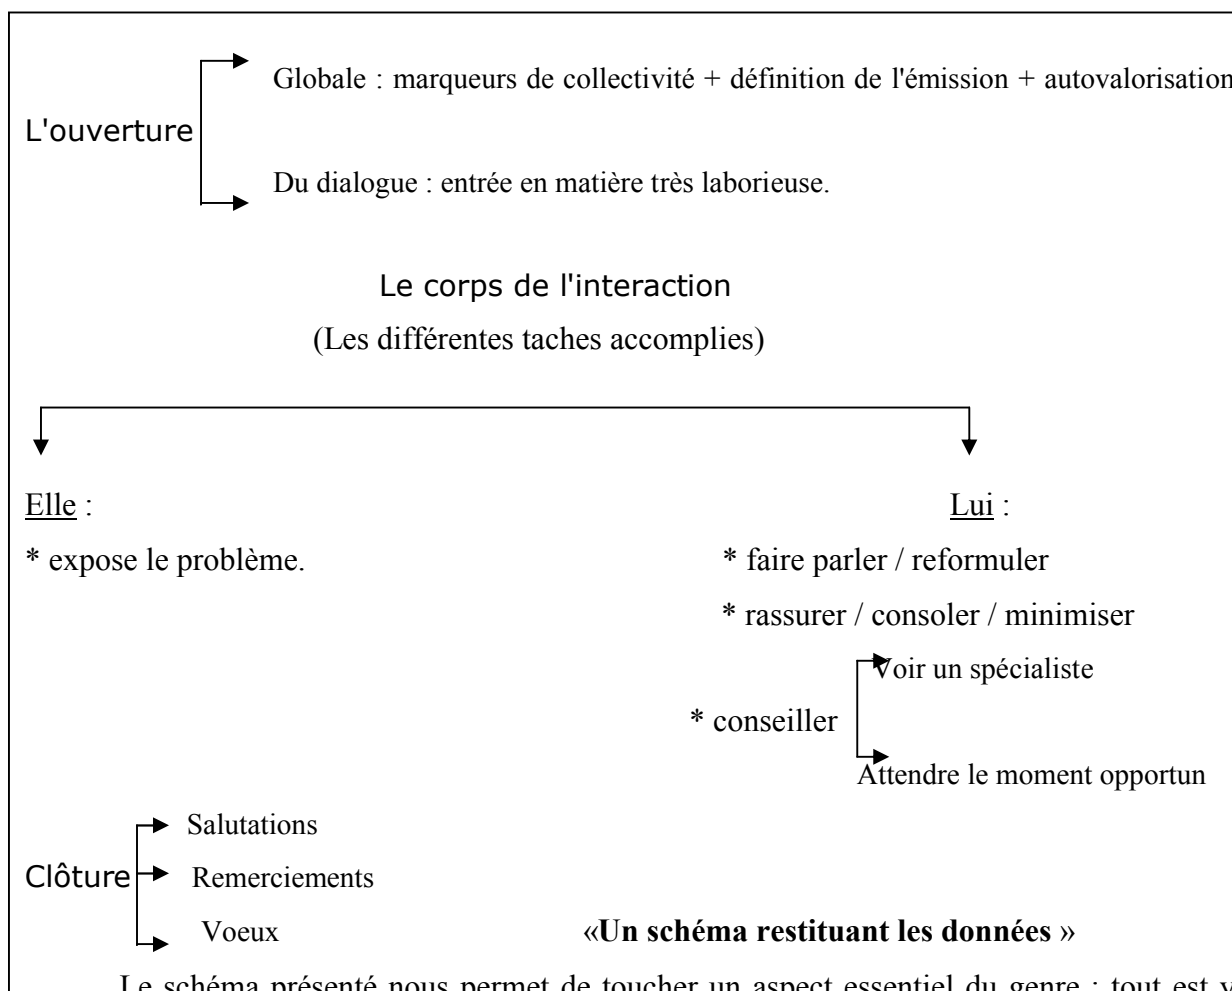 Globale : marqueurs de collectivité + définition de l'émission + autovalorisation
L'ouverture
Du dialogue : entrée en matière très laborieuse.
Le corps de l'interaction
(Les différentes taches accomplies)
Elle :
Lui :
* expose le problème.
* faire parler / reformuler
* rassurer / consoler / minimiser
Voir un spécialiste
* conseiller
Attendre le moment opportun
Salutations
Clôture
Remerciements
Voeux
«Un schéma restituant les données »
Le schéma présenté nous permet de toucher un aspect essentiel du genre : tout est